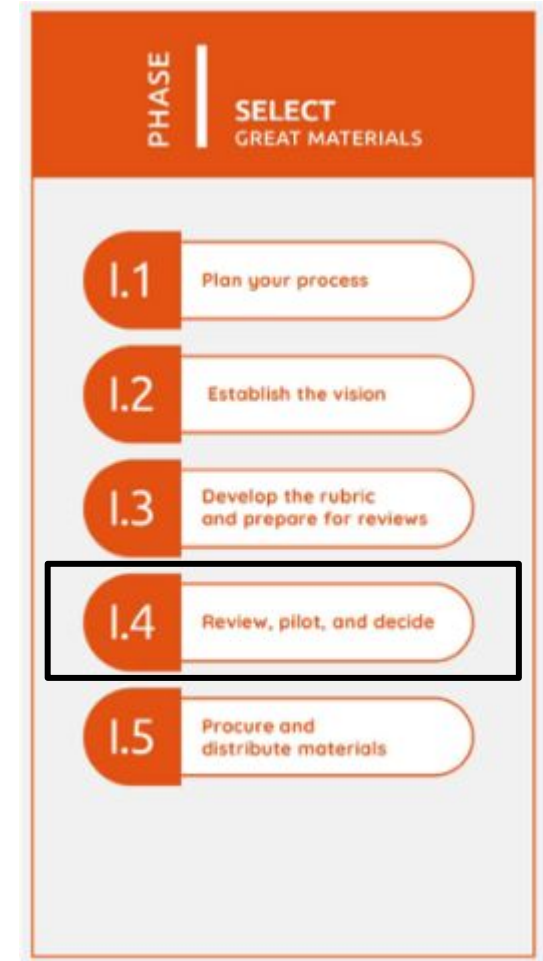 PHASE I
SELECT
GREAT MATERIALS
I.1
Plan your process
I.2
Establish the vision
I.3
Develop the rubric
and prepare for reviews
I.4
Review, pilot, and decide
I.5
Procure and
distribute materials